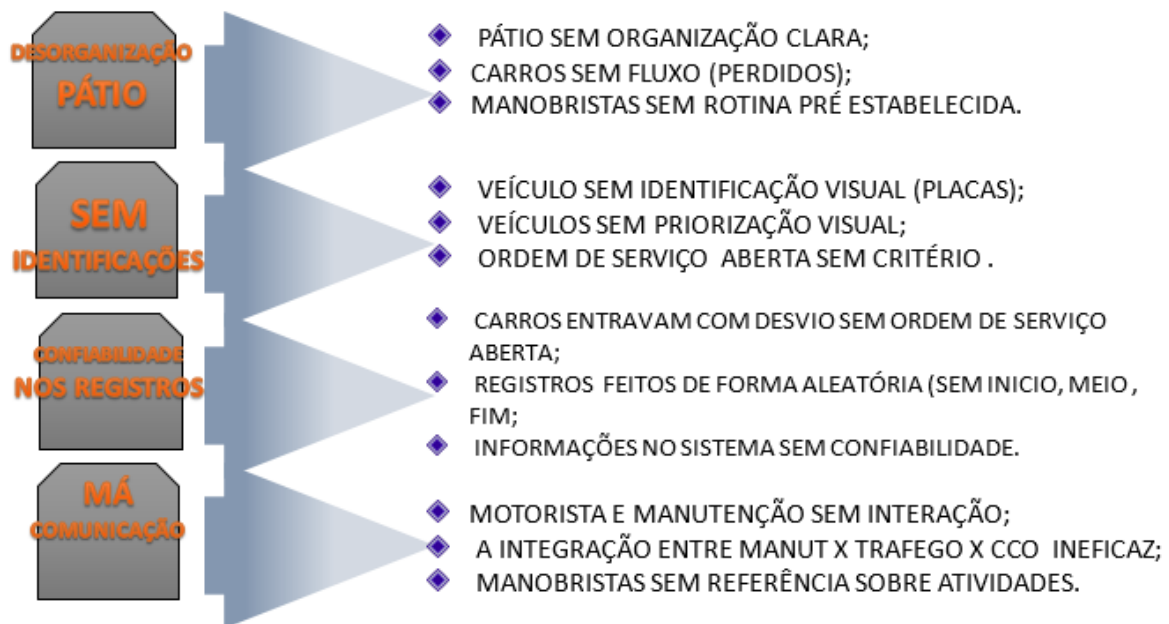 DESORGANIZAÇÃO
PÁTIO
PÁTIO SEM ORGANIZAÇÃO CLARA;
CARROS SEM FLUXO (PERDIDOS);
MANOBRISTAS SEM ROTINA PRÉ ESTABELECIDA.
SEM
IDENTIFICAÇÕES
VEÍCULO SEM IDENTIFICAÇÃO VISUAL (PLACAS);
VEÍCULOS SEM PRIORIZAÇÃO VISUAL;
ORDEM DE SERVIÇO ABERTA SEM CRITÉRIO .
CONFIABILIDADE
NOS REGISTROS
CARROS ENTRAVAM COM DESVIO SEM ORDEM DE SERVIÇO
ABERTA;
REGISTROS FEITOS DE FORMA ALEATÓRIA (SEM INICIO, MEIO ,
FIM;
INFORMAÇÕES NO SISTEMA SEM CONFIABILIDADE.
MÁ
COMUNICAÇÃO
MOTORISTA E MANUTENÇÃO SEM INTERAÇÃO;
A INTEGRAÇÃO ENTRE MANUT X TRAFEGO X CCO INEFICAZ;
MANOBRISTAS SEM REFERÊNCIA SOBRE ATIVIDADES.